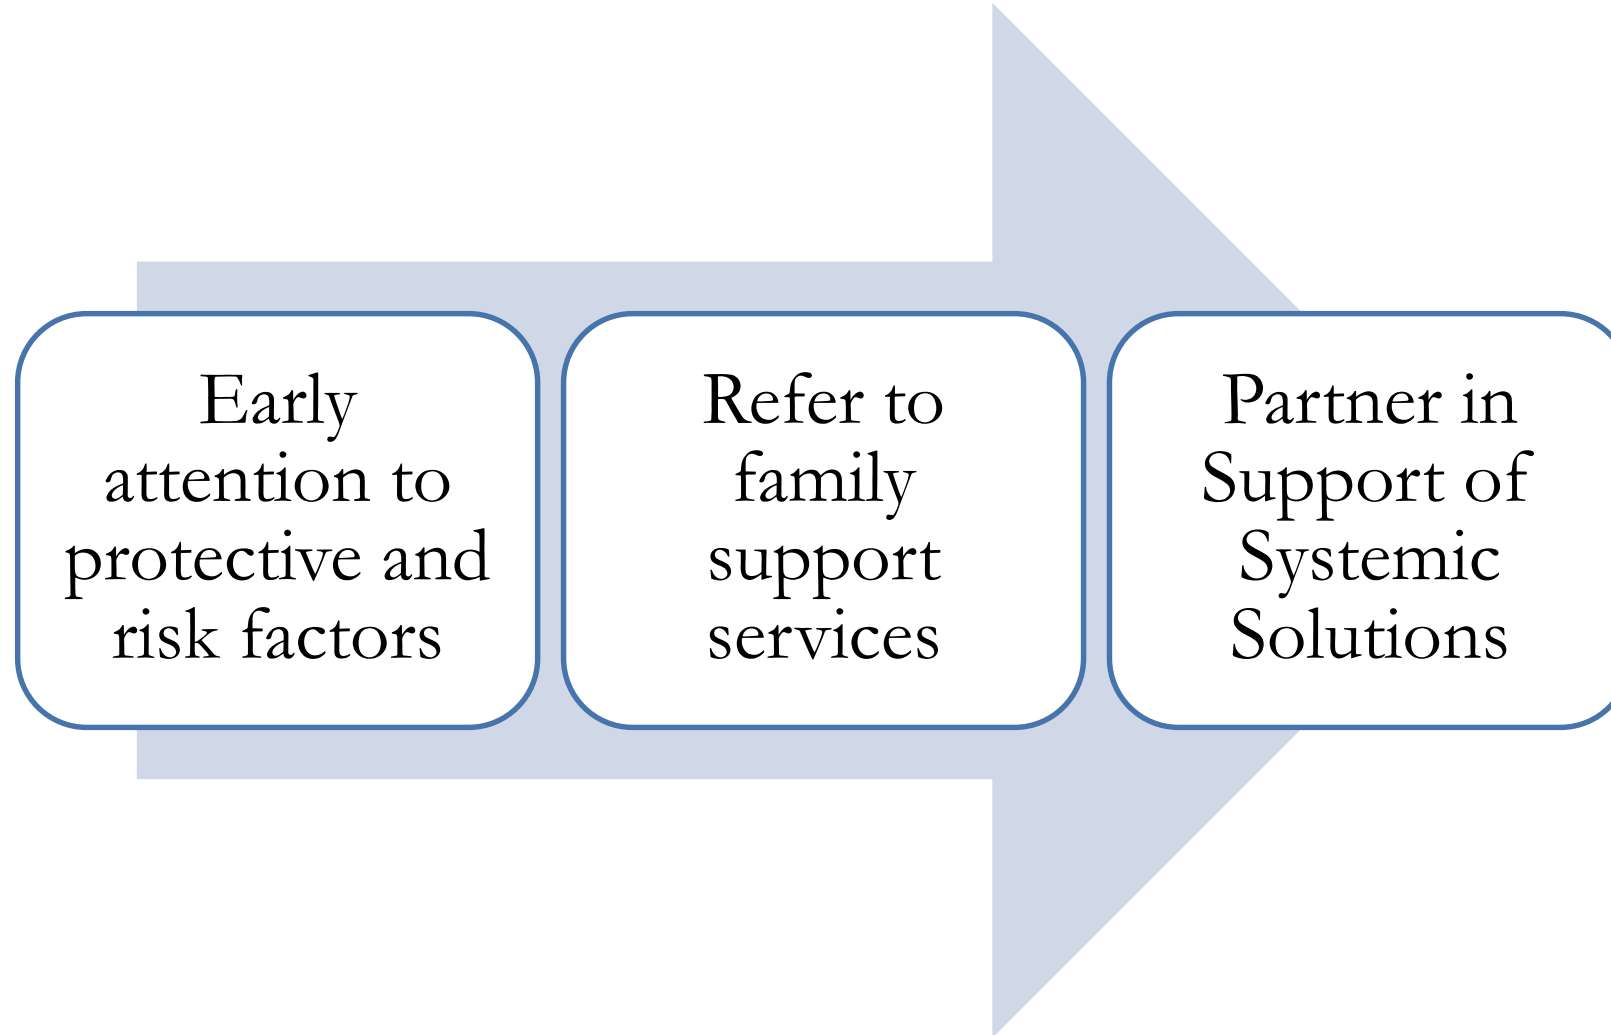 Early
attention to
protective and
risk factors
Refer to
family
support
services
Partner in
Support of
Systemic
Solutions